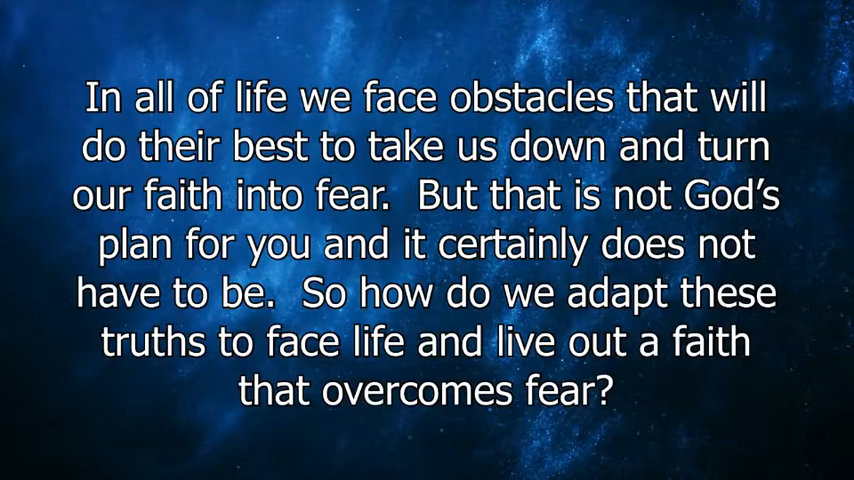 In all of life we face obstacles that will
do their best to take us down and turn
our faith into fear.  But that is not God’s
plan for you and it certainly does not
have to be.  So how do we adapt these
truths to face life and live out a faith
that overcomes fear?